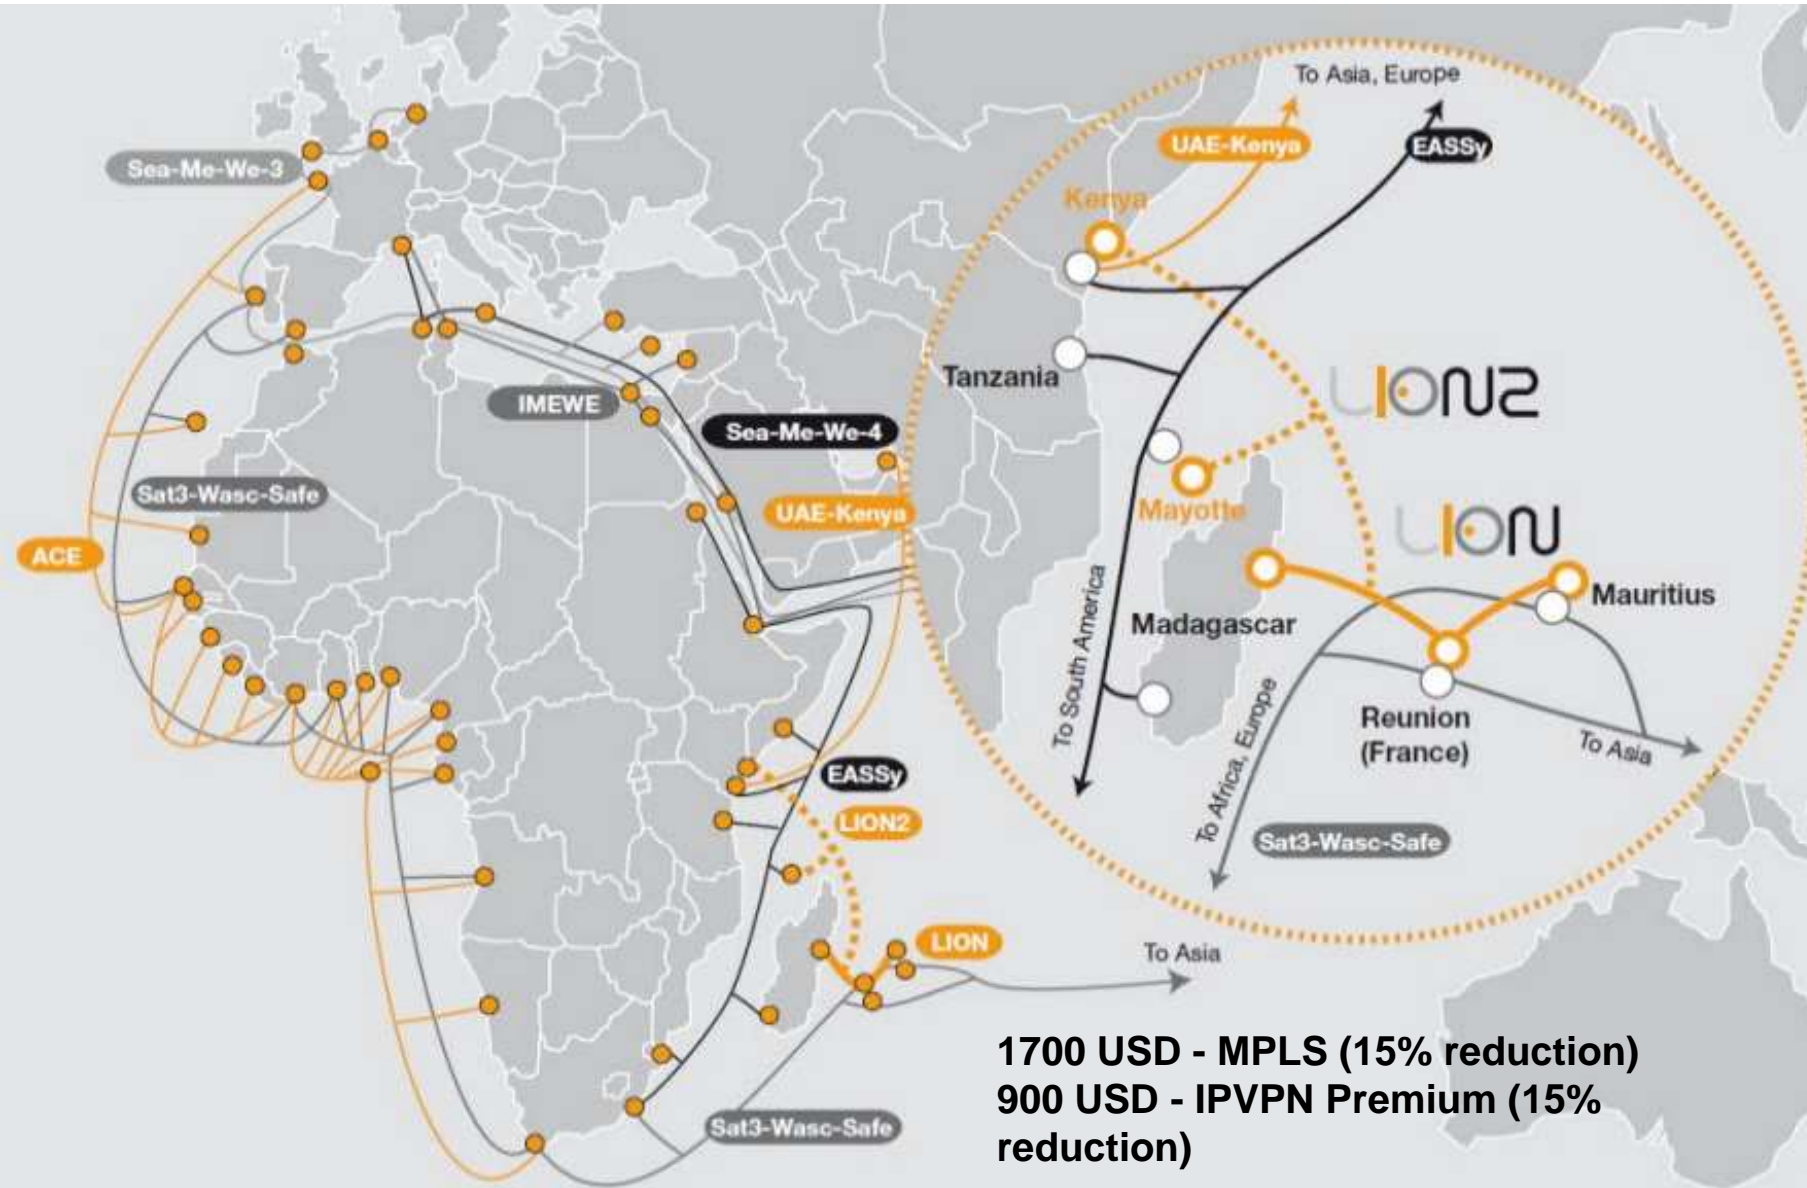 Sea-Me-We-3
IMEWE
Sea-Me-We-4
Sat3-Wasc-Safe
UAE-Kenya
ACE
EASSy
LION2
LION
To Asia
Sat3-Wasc-Safe
To Asia, Europe
UAE-Kenya
EASSy
Kenya
Tanzania
LION2
Mayotte
LION
Mauritius
Madagascar
To South America
Reunion
(France)
To Asia
To Africa, Europe
Sat3-Wasc-Safe
1700 USD - MPLS (15% reduction)
900 USD - IPVPN Premium (15%
reduction)